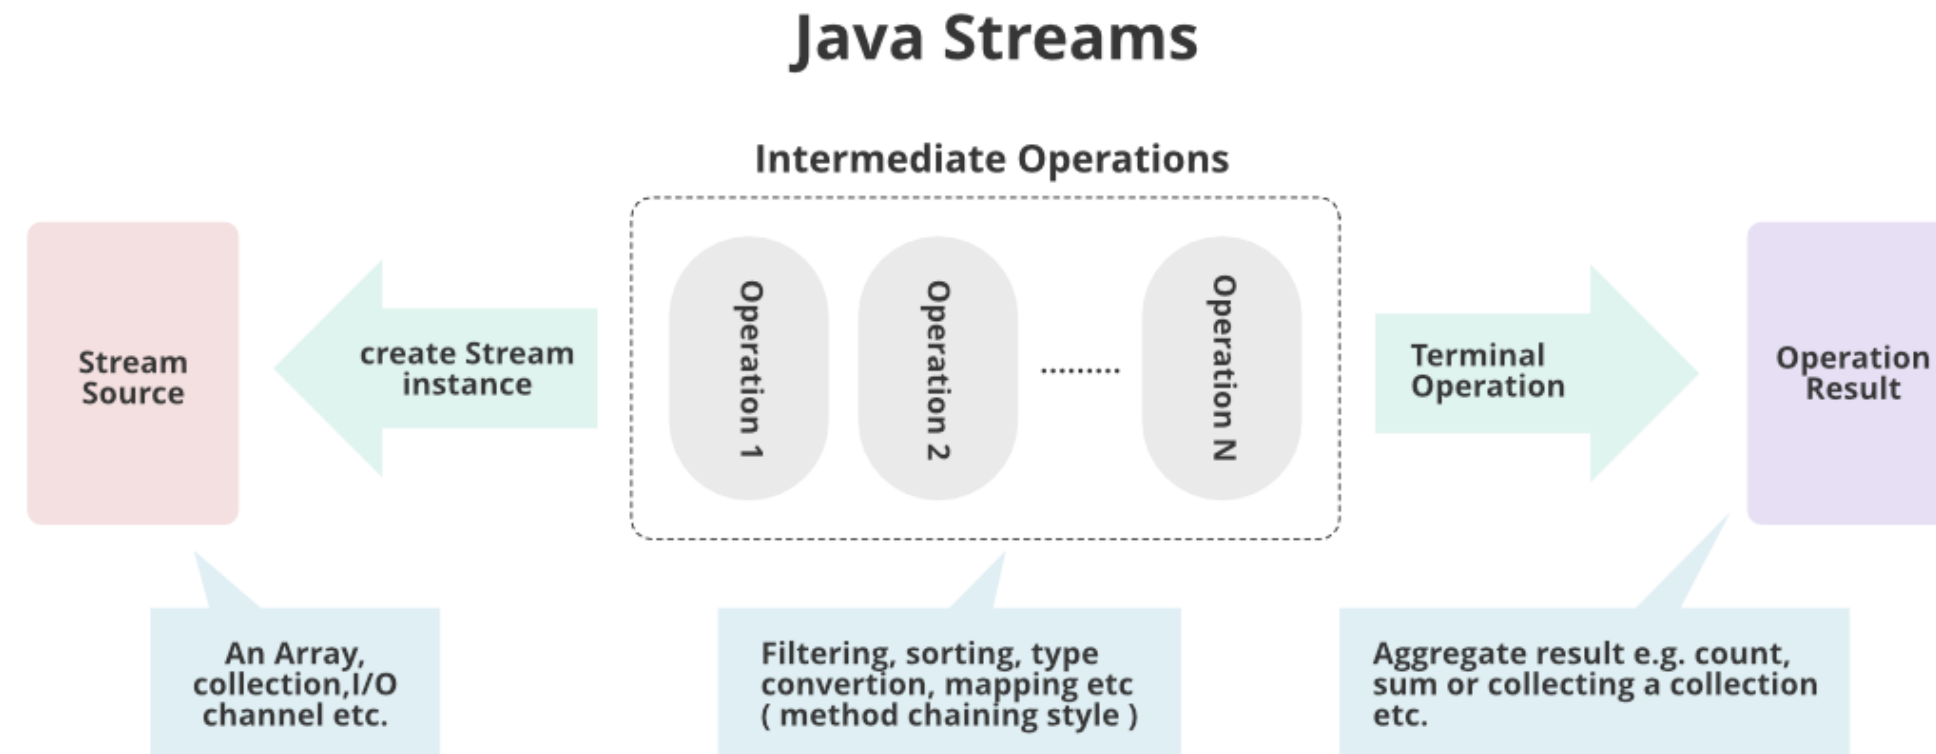 Java Streams
Intermediate Operations
Stream
Source
create Stream
instance
Operation 1
Operation 2
.........
Operation N
Terminal
Operation
Operation
Result
An Array,
collection,I/O
channel etc.
Filtering, sorting, type
convertion, mapping etc
( method chaining style )
Aggregate result e.g. count,
sum or collecting a collection
etc.